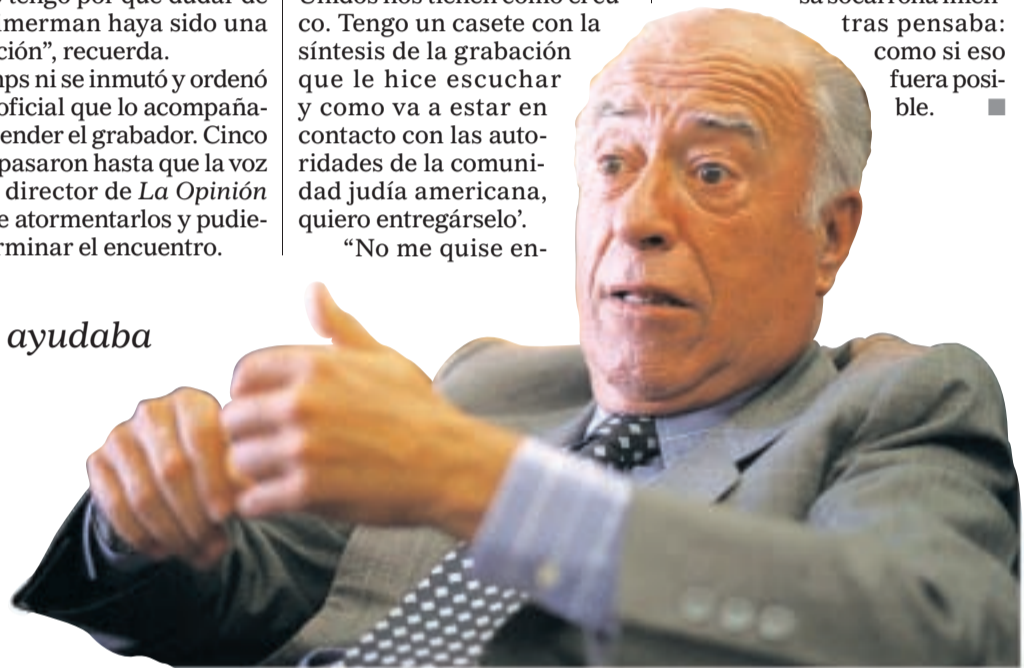 tengo por qué dudar de
merman haya sido una
ción”, recuerda.
ni se inmutó y ordenó
oficial que lo acompaña-
ender el grabador. Cinco
pasaron hasta que la voz
director de La Opinión
e atormentarlos y pudie-
rminar el encuentro.
co. Tengo un casete con la
síntesis de la grabación
que le hice escuchar
y como va a estar en
contacto con las auto-
ridades de la comuni-
dad judía americana,
quiero entregárselo’.
“No me quise en-
tras pensaba:
como si eso
fuera posi-
ble.
ayudaba